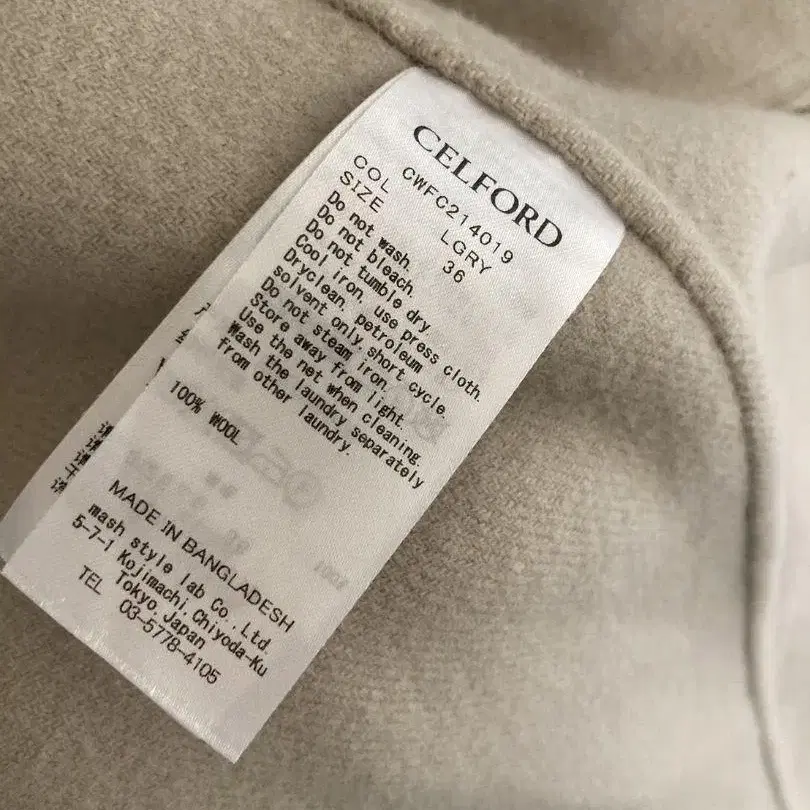 CELFORD
CWFC214019
COL LGRY
SIZE 36
Do not wash.
Do not bleach.
Do not tumble dry
Cool iron, use press cloth.
Dryclean, petroleum
solvent only, short cycle.
Do not steam iron.
Store away from light.
Use the net when cleaning.
Wash the laundry separately
from other laundry.
100% WOOL
MADE IN BANGLADESH
mash style lab Co., Ltd.
5-7-1 Kojimachi, Chiyoda-Ku
Tokyo, Japan
TEL 03-5778-4105